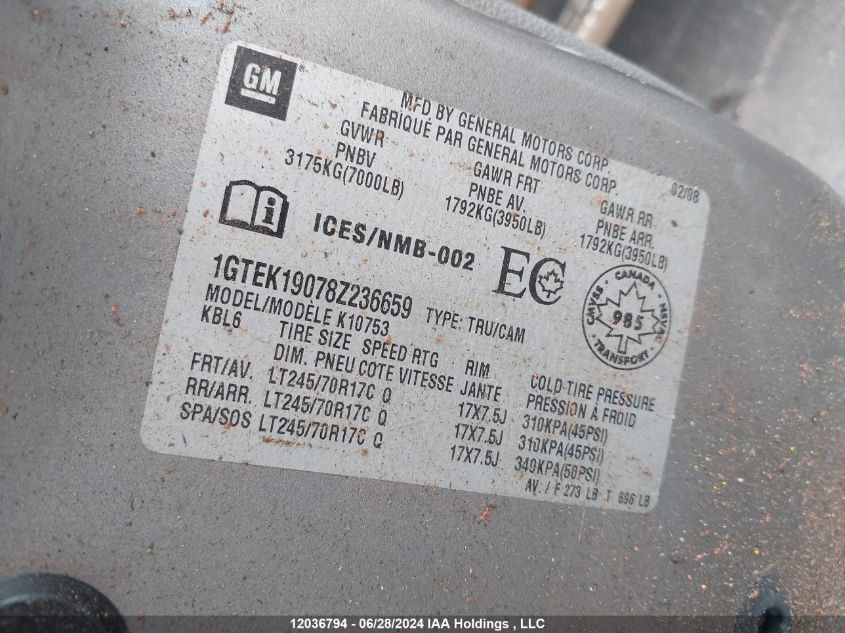 GM
MFD BY GENERAL MOTORS CORP.
FABRIQUÉ PAR GENERAL MOTORS CORP.
02/08
GVWR GAWR FRT GAWR RR
PNBV PNBE AV. PNBE ARR.
3175KG(7000LB) 1792KG(3950LB) 1792KG(3950LB)
ICES/NMB-002
EC
CANADA
CMVSS 985 NSVAC
TRANSPORT
1GTEK19078Z236659 TYPE: TRU/CAM
MODEL/MODÈLE K10753
KBL6 TIRE SIZE SPEED RTG RIM COLD TIRE PRESSURE
DIM. PNEU COTE VITESSE JANTE PRESSION À FROID
FRT/AV. LT245/70R17C Q 17X7.5J 310KPA(45PSI)
RR/ARR. LT245/70R17C Q 17X7.5J 310KPA(45PSI)
SPA/SOS LT245/70R17C Q 17X7.5J 340KPA(50PSI)
AV. / F 273 LB T 696 LB
12036794 - 06/28/2024 IAA Holdings , LLC